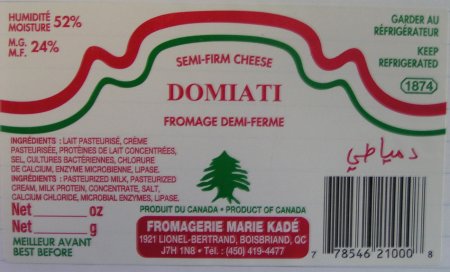 HUMIDITÉ
MOISTURE 52%
M.G.
M.F. 24%
GARDER AU
RÉFRIGÉRATEUR
KEEP
REFRIGERATED
1874
SEMI-FIRM CHEESE
DOMIATI
FROMAGE DEMI-FERME
INGRÉDIENTS : LAIT PASTEURISÉ, CRÈME
PASTEURISÉE, PROTÉINES DE LAIT CONCENTRÉES,
SEL, CULTURES BACTÉRIENNES, CHLORURE
DE CALCIUM, ENZYME MICROBIENNE, LIPASE.
INGREDIENTS : PASTEURIZED MILK, PASTEURIZED
CREAM, MILK PROTEIN, CONCENTRATE, SALT,
CALCIUM CHLORIDE, MICROBIAL ENZYMES, LIPASE.
دمياطي
Net ______ oz
Net ______ g
MEILLEUR AVANT
BEST BEFORE
PRODUIT DU CANADA • PRODUCT OF CANADA
FROMAGERIE MARIE KADÉ
1921 LIONEL-BERTRAND, BOISBRIAND, QC
J7H 1N8 • Tél. : (450) 419-4477
7 78546 21000 8